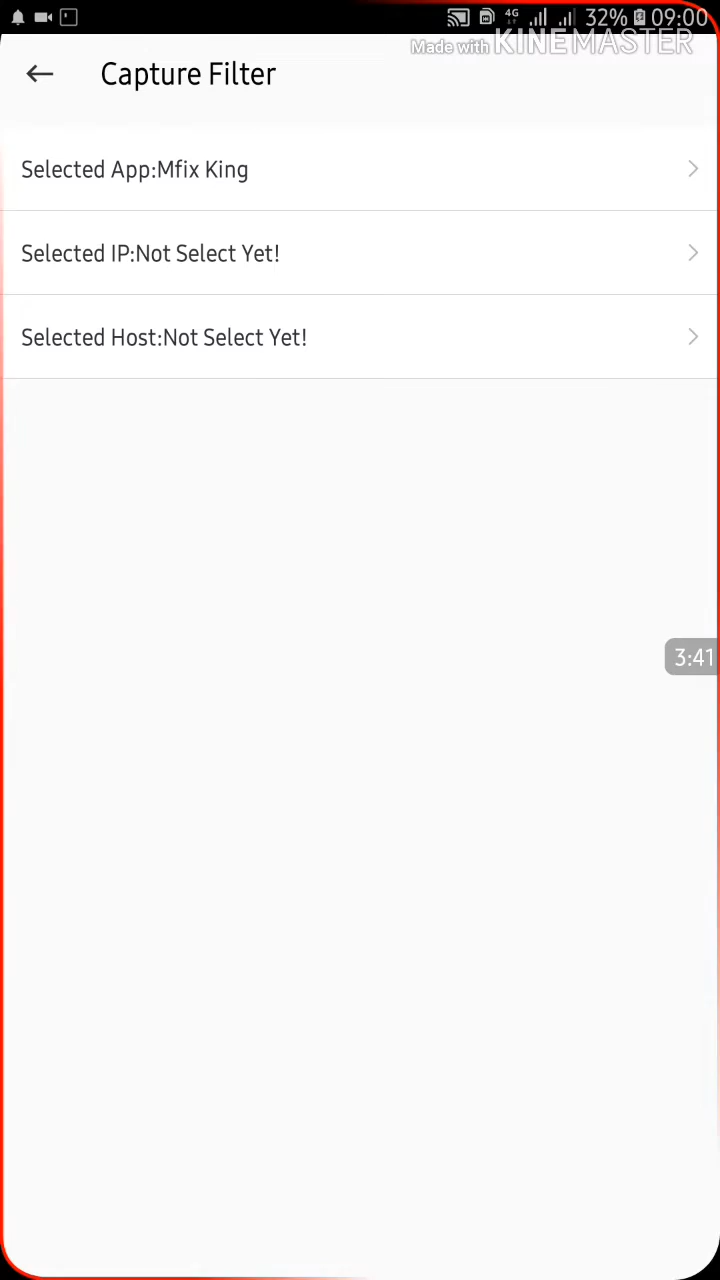 4G 32% 09:00
Made with KINEMASTER
Capture Filter
Selected App:Mfix King
Selected IP:Not Select Yet!
Selected Host:Not Select Yet!
3:41